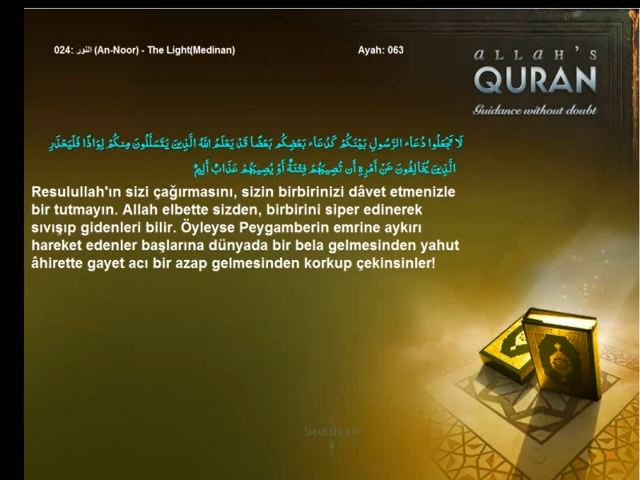 024: النور (An-Noor) - The Light(Medinan) Ayah: 063
ALLAH'S
QURAN
Guidance without doubt
لَا تَجْعَلُوا دُعَاء الرَّسُولِ بَيْنَكُمْ كَدُعَاء بَعْضِكُم بَعْضًا قَدْ يَعْلَمُ اللَّهُ الَّذِينَ يَتَسَلَّلُونَ مِنكُمْ لِوَاذًا فَلْيَحْذَرِ
الَّذِينَ يُخَالِفُونَ عَنْ أَمْرِهِ أَن تُصِيبَهُمْ فِتْنَةٌ أَوْ يُصِيبَهُمْ عَذَابٌ أَلِيمٌ
Resulullah'ın sizi çağırmasını, sizin birbirinizi dâvet etmenizle
bir tutmayın. Allah elbette sizden, birbirini siper edinerek
sıvışıp gidenleri bilir. Öyleyse Peygamberin emrine aykırı
hareket edenler başlarına dünyada bir bela gelmesinden yahut
âhirette gayet acı bir azap gelmesinden korkup çekinsinler!
SHAREISLAM